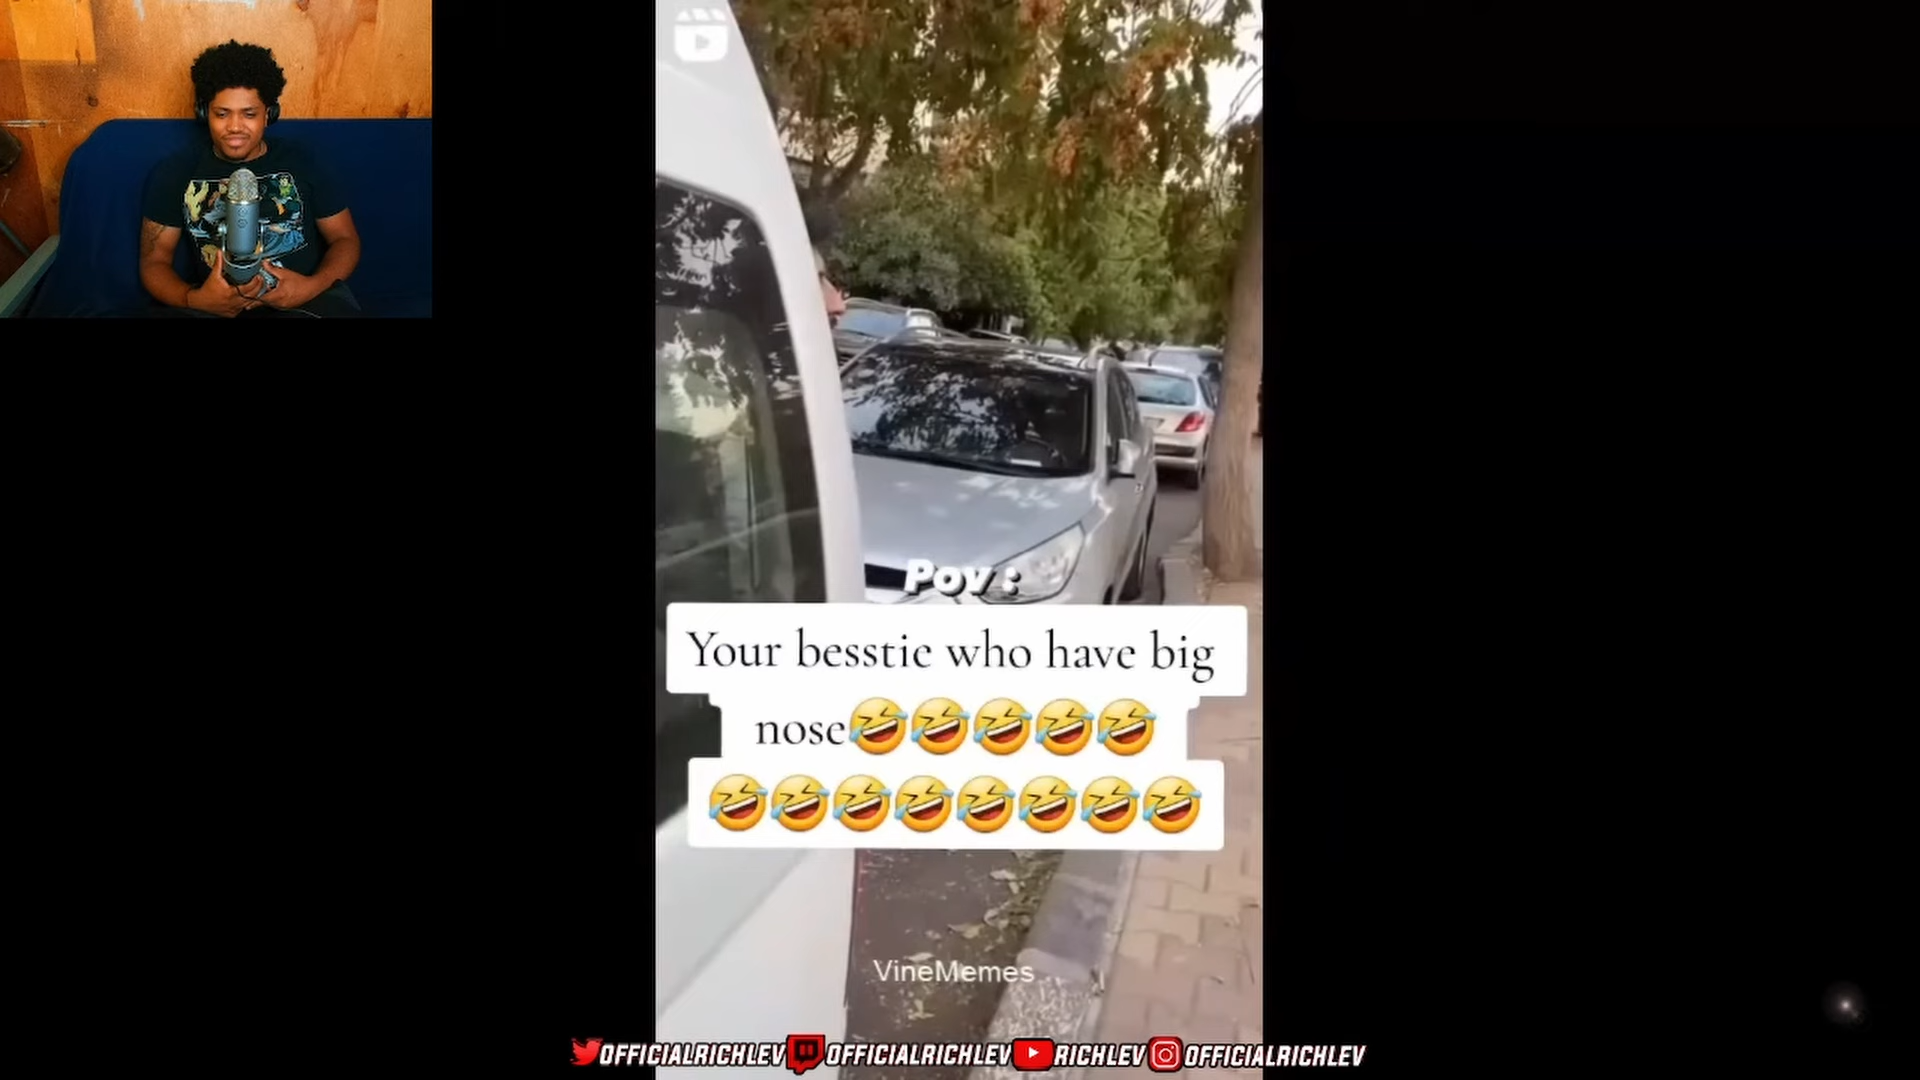 Pov :
Your besstie who have big
nose🤣🤣🤣🤣🤣
🤣🤣🤣🤣🤣🤣🤣🤣
VineMemes
OFFICIALRICHLEV OFFICIALRICHLEV RICHLEV OFFICIALRICHLEV